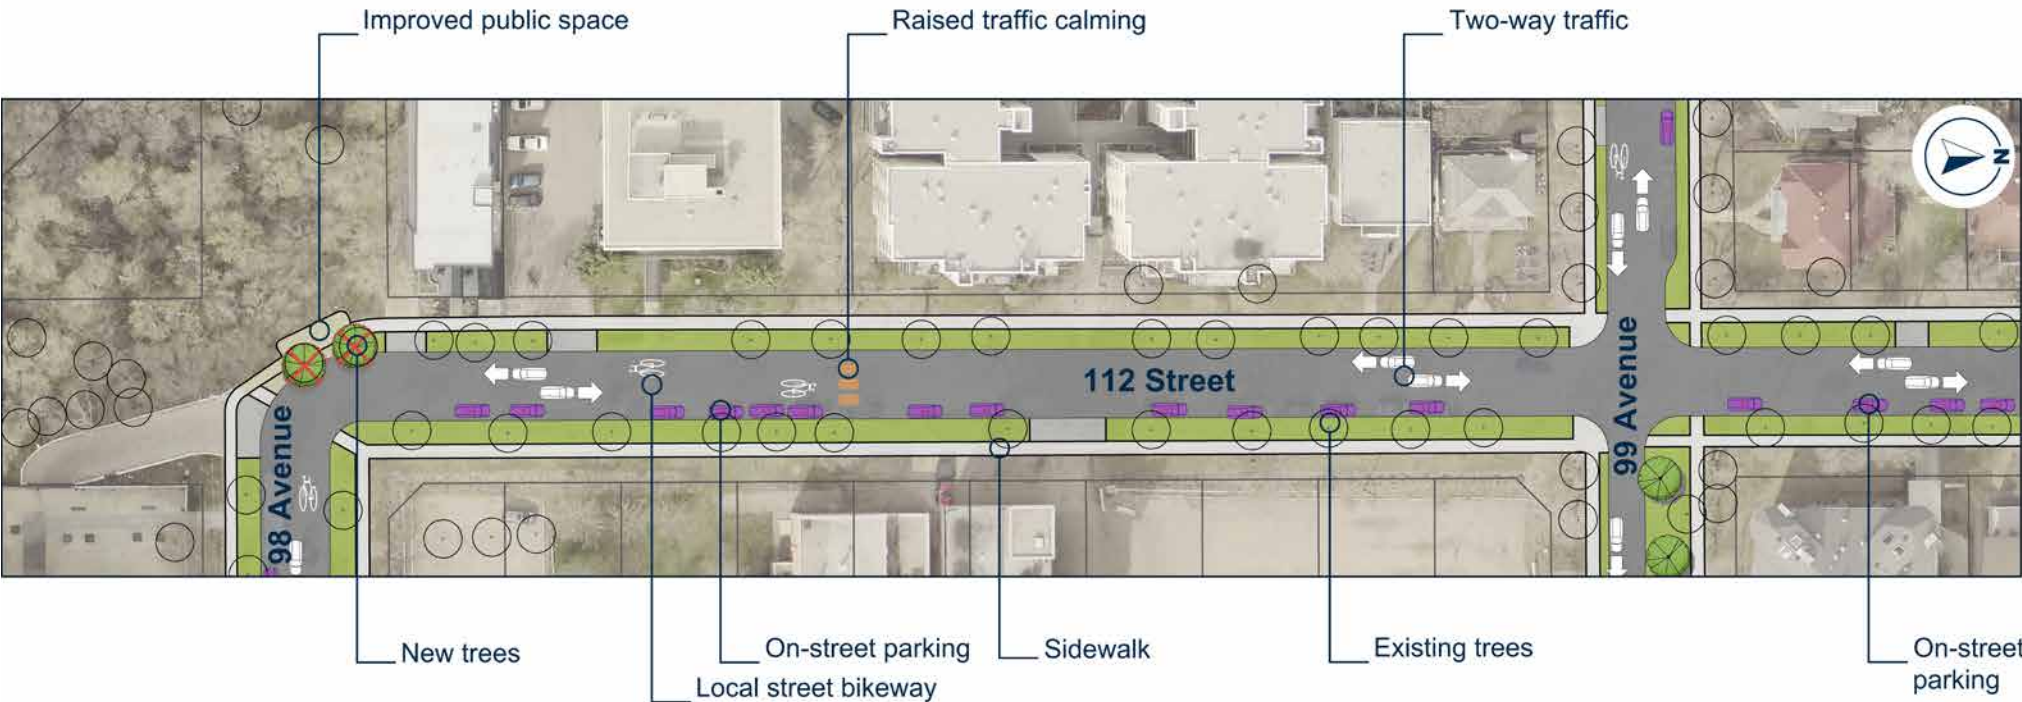 Improved public space
Raised traffic calming
Two-way traffic
N
112 Street
98 Avenue
99 Avenue
New trees
On-street parking
Local street bikeway
Sidewalk
Existing trees
On-street
parking